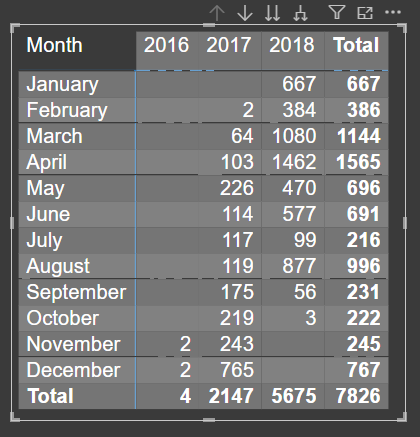 Month 2016 2017 2018 Total
January 667 667
February 2 384 386
March 64 1080 1144
April 103 1462 1565
May 226 470 696
June 114 577 691
July 117 99 216
August 119 877 996
September 175 56 231
October 219 3 222
November 2 243 245
December 2 765 767
Total 4 2147 5675 7826